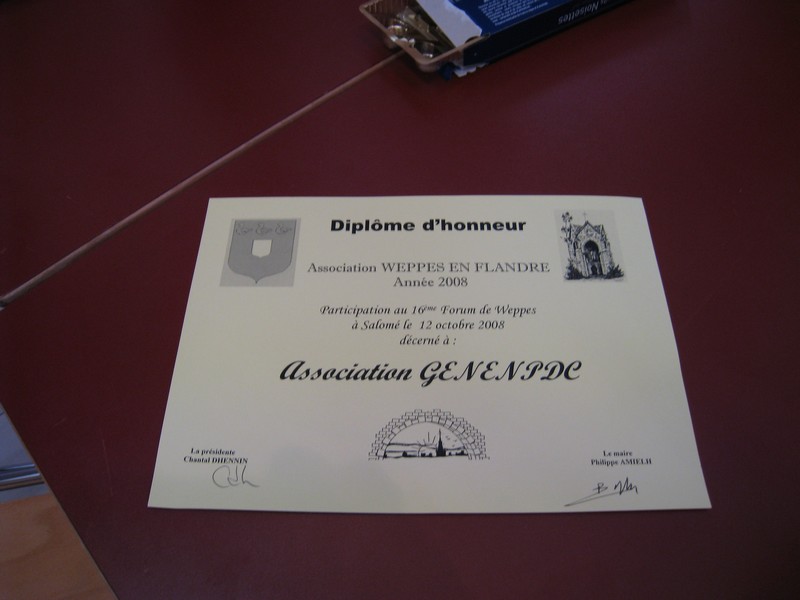 Noisettes
Diplôme d'honneur
Association WEPPES EN FLANDRE
Année 2008
Participation au 16ème Forum de Weppes
à Salomé le 12 octobre 2008
décerné à :
Association GENENPDC
La présidente
Chantal DHENNIN
Le maire
Philippe AMIELH